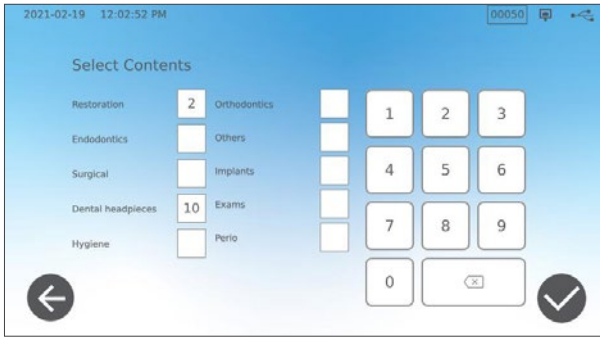 2021-02-19 12:02:52 PM 00050
Select Contents
Restoration 2 Orthodontics
Endodontics Others
Surgical Implants
Dental headpieces 10 Exams
Hygiene Perio
1 2 3
4 5 6
7 8 9
0